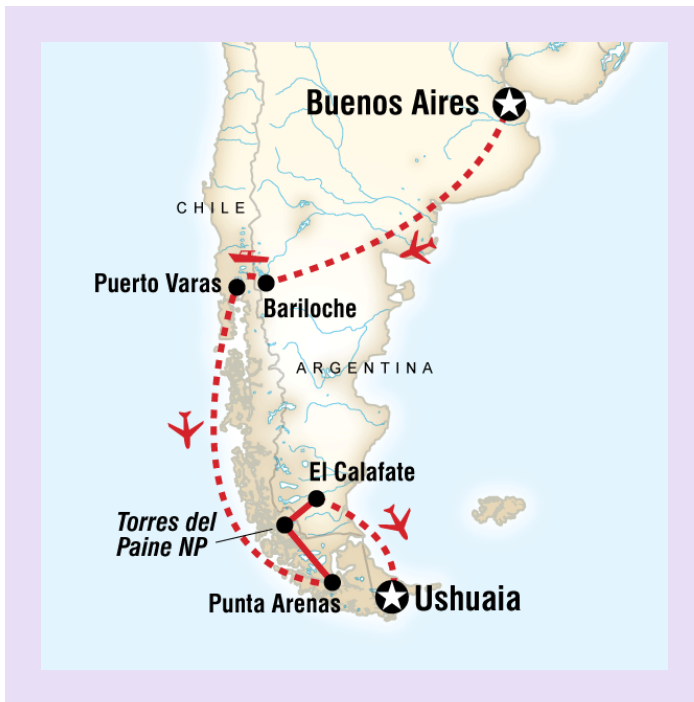 Buenos Aires
CHILE
Puerto Varas
Bariloche
ARGENTINA
El Calafate
Torres del
Paine NP
Punta Arenas
Ushuaia